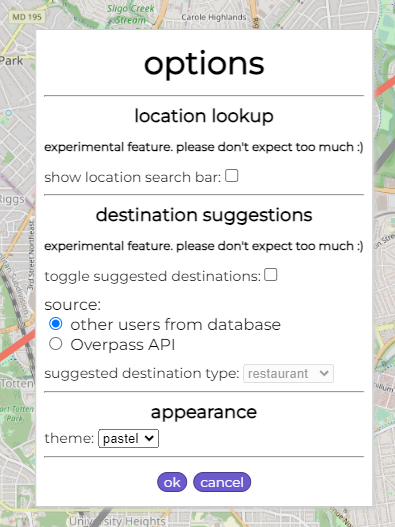 MD 195
Sligo Creek
Stream
Carole Highlands
Park
options
location lookup
experimental feature. please don't expect too much :)
show location search bar:
Riggs
destination suggestions
experimental feature. please don't expect too much :)
3rd Street Northeast
toggle suggested destinations:
source:
other users from database
Overpass API
suggested destination type: restaurant
Totten
Fort Totten
Park
appearance
theme: pastel
ok cancel
University Heights